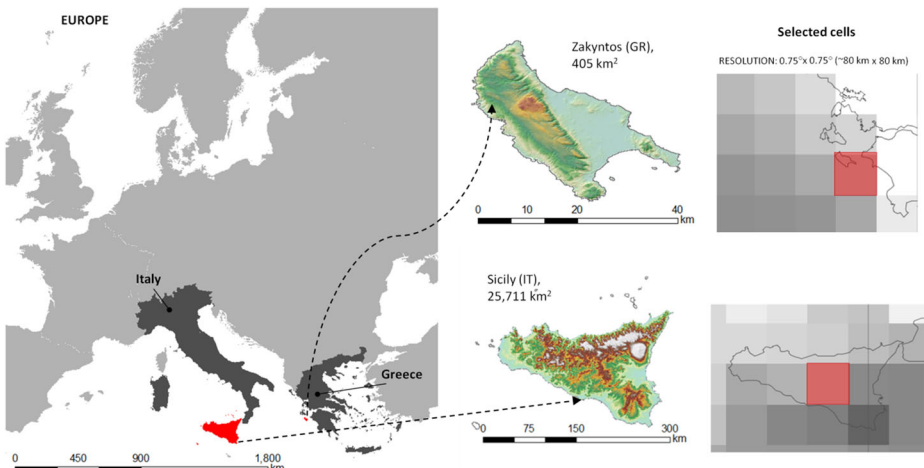 EUROPE
Italy
Greece
0 450 900 1,800
km
Zakyntos (GR),
405 km²
0 10 20 40
km
Sicily (IT),
25,711 km²
0 75 150 300
km
Selected cells
RESOLUTION: 0.75°x 0.75° (~80 km x 80 km)